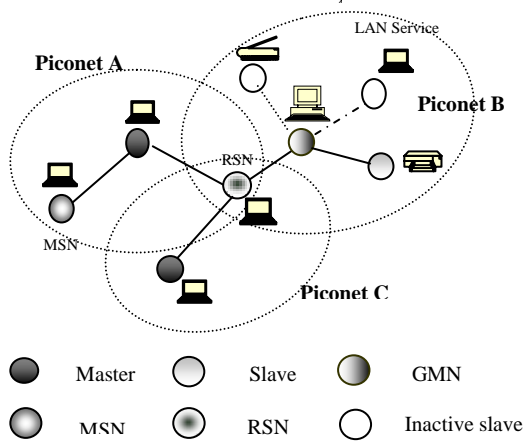 LAN Service
Piconet A
Piconet B
RSN
MSN
Piconet C
Master
Slave
GMN
MSN
RSN
Inactive slave